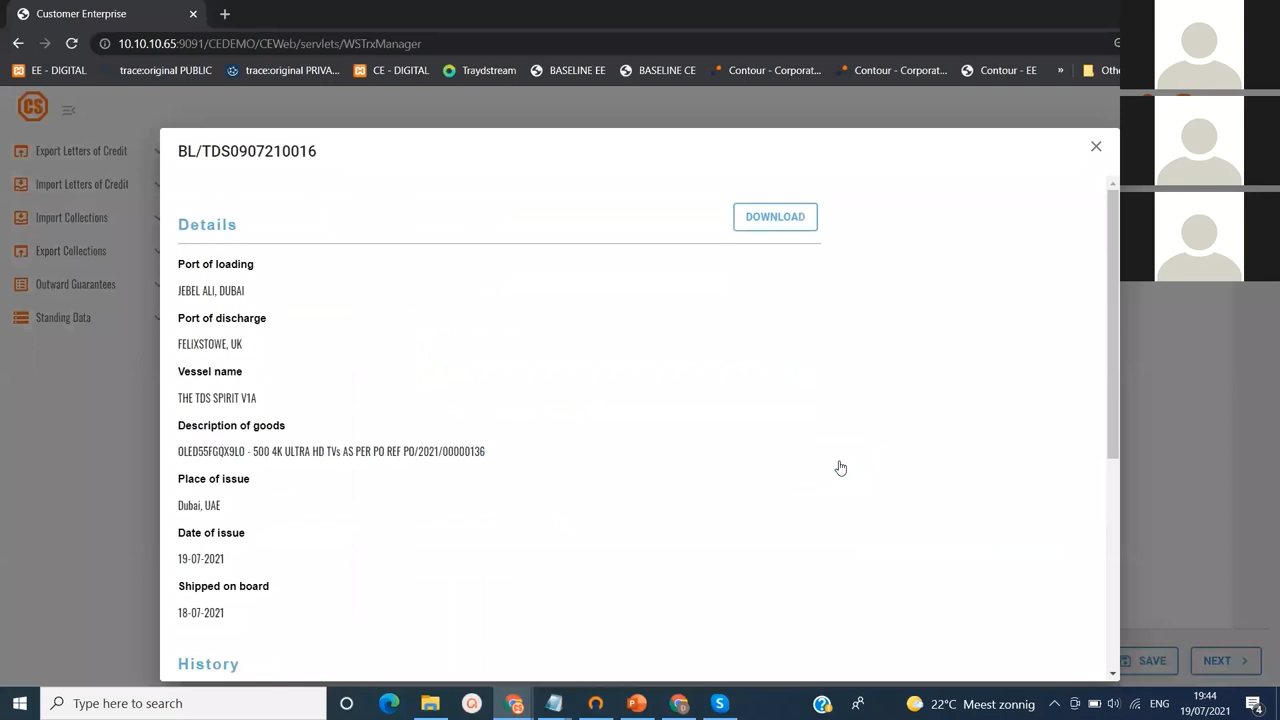 Customer Enterprise
10.10.10.65:9091/CEDEMO/CEWeb/servlets/WSTrxManager
EE - DIGITAL
trace:original PUBLIC
trace:original PRIVA...
CE - DIGITAL
Traydstream
BASELINE EE
BASELINE CE
Contour - Corporat...
Contour - Corporat...
Contour - EE
»
Othe
CS
Export Letters of Credit
Import Letters of Credit
Import Collections
Export Collections
Outward Guarantees
Standing Data
BL/TDS0907210016
Details
DOWNLOAD
Port of loading
JEBEL ALI, DUBAI
Port of discharge
FELIXSTOWE, UK
Vessel name
THE TDS SPIRIT V1A
Description of goods
OLED55FGQX9LO - 500 4K ULTRA HD TVs AS PER PO REF PO/2021/00000136
Place of issue
Dubai, UAE
Date of issue
19-07-2021
Shipped on board
18-07-2021
History
SAVE
NEXT
Type here to search
22°C Meest zonnig
ENG
19:44
19/07/2021
4